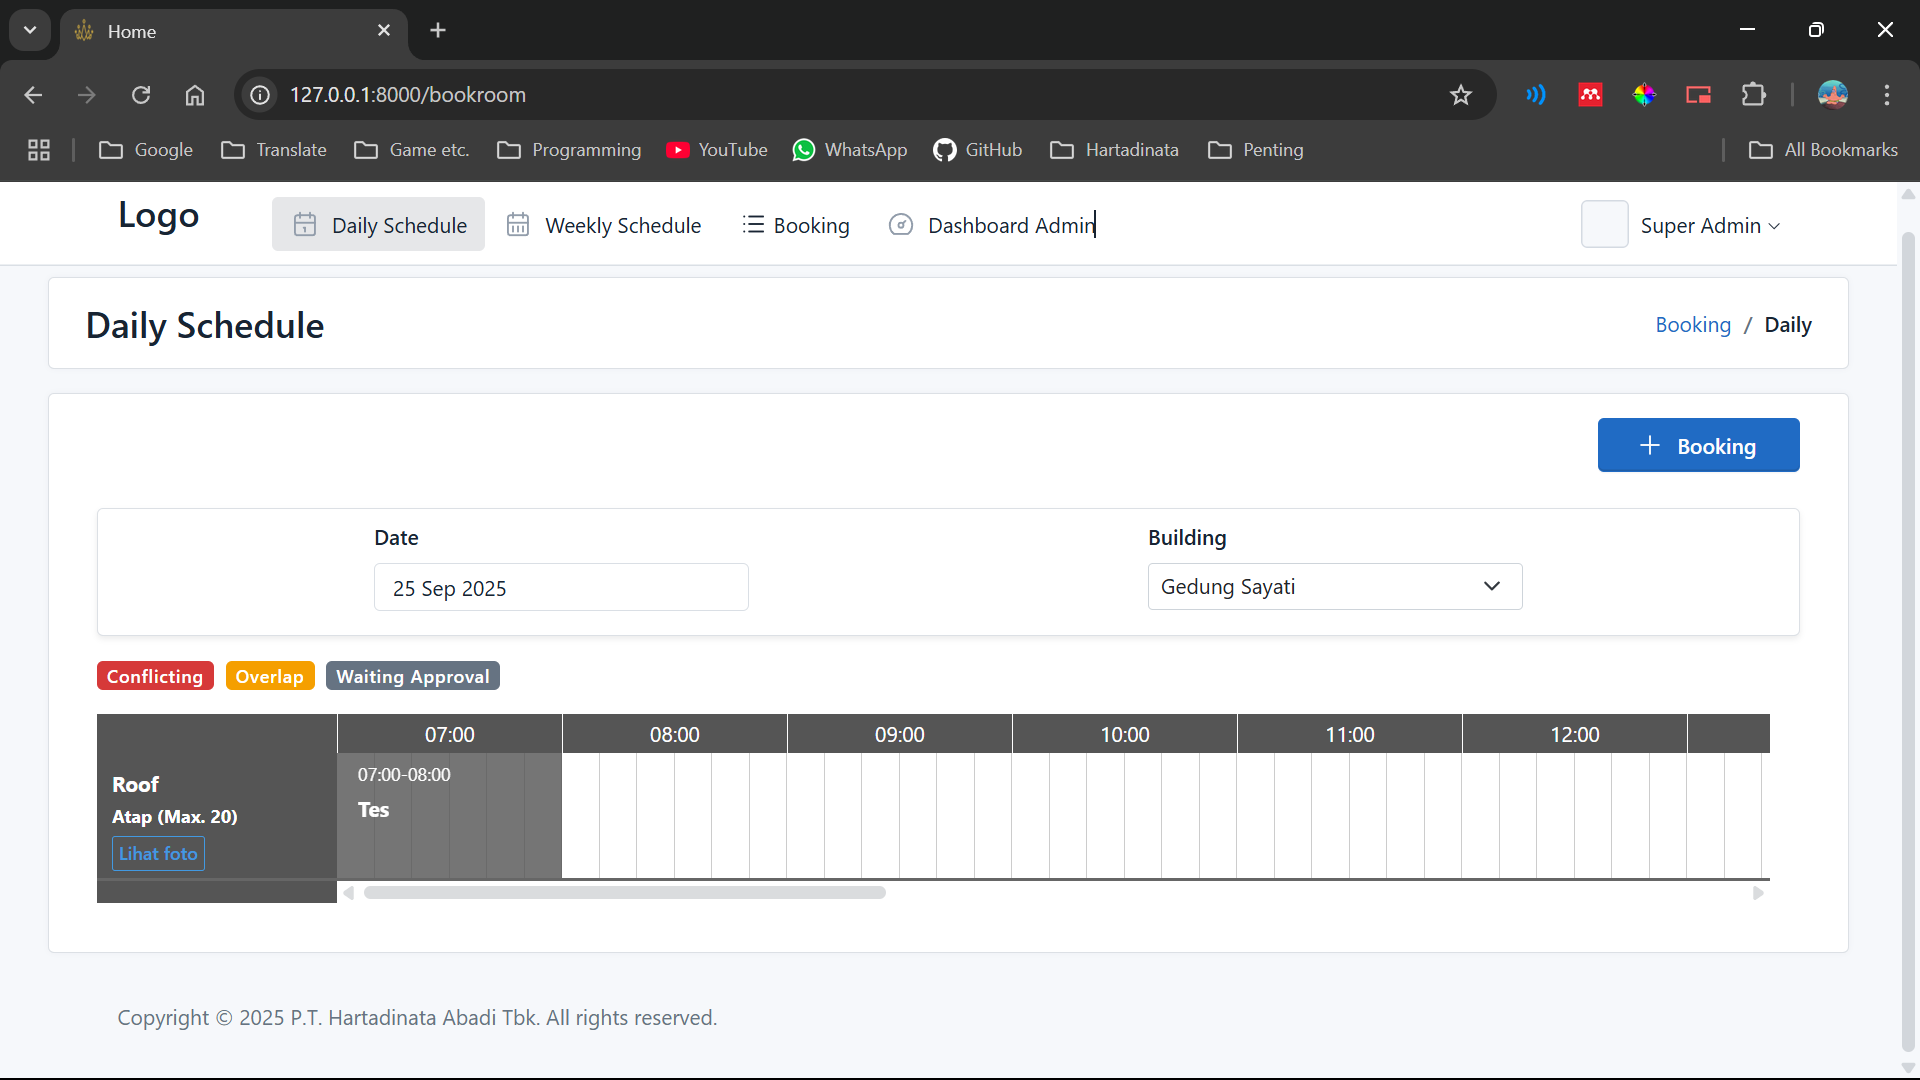 Home
127.0.0.1:8000/bookroom
Google Translate Game etc. Programming YouTube WhatsApp GitHub Hartadinata Penting All Bookmarks
Logo Daily Schedule Weekly Schedule Booking Dashboard Admin Super Admin
Daily Schedule
Booking / Daily
+ Booking
Date
25 Sep 2025
Building
Gedung Sayati
Conflicting Overlap Waiting Approval
07:00 08:00 09:00 10:00 11:00 12:00
Roof
Atap (Max. 20)
Lihat foto
07:00-08:00
Tes
Copyright © 2025 P.T. Hartadinata Abadi Tbk. All rights reserved.